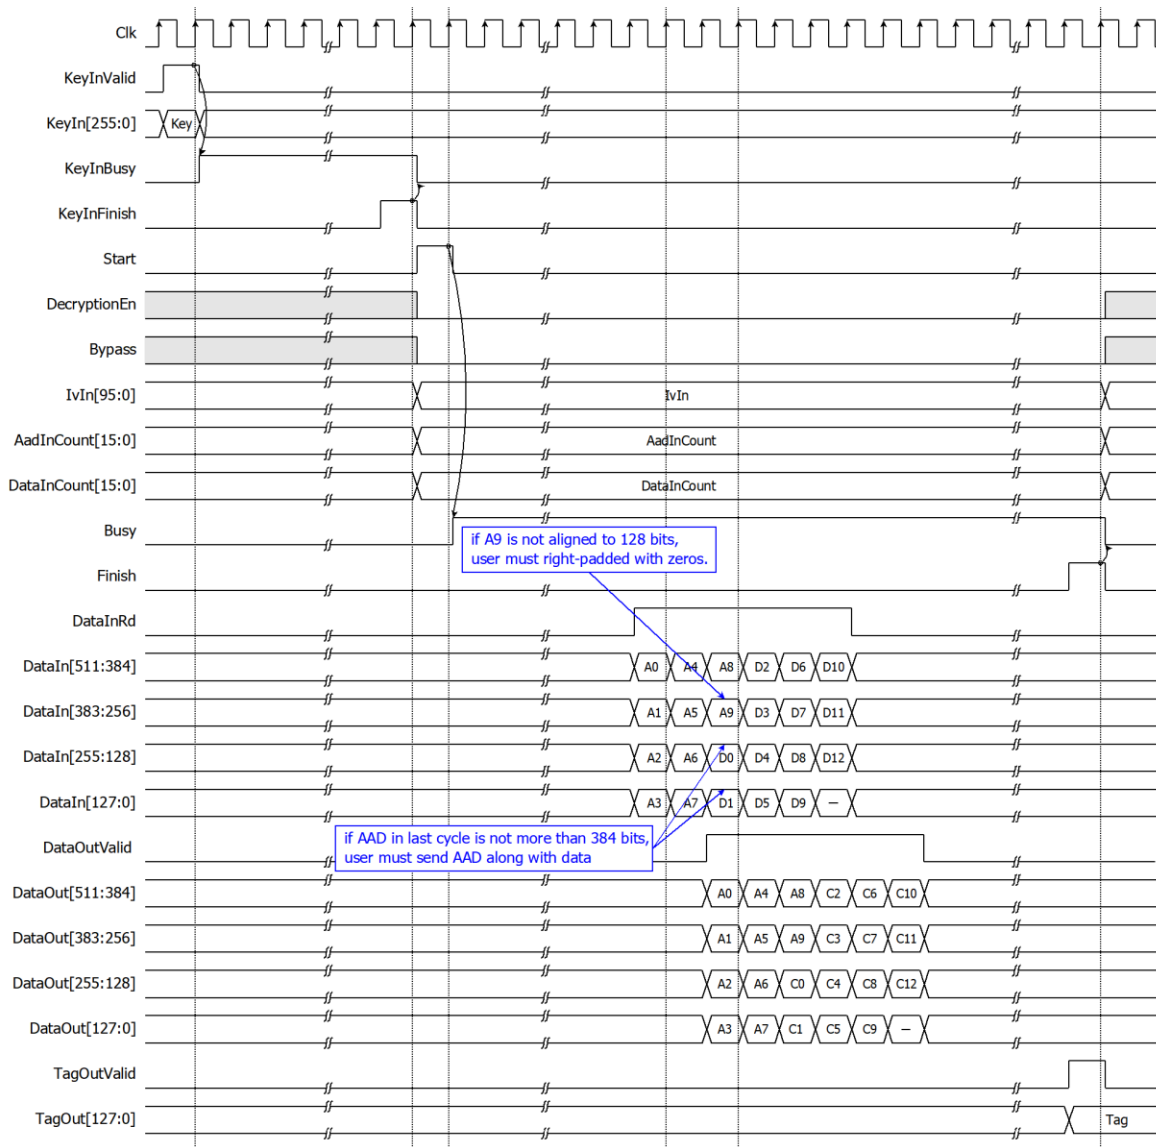 Clk
KeyInValid
KeyIn[255:0] Key
KeyInBusy
KeyInFinish
Start
DecryptionEn
Bypass
IvIn[95:0] IvIn
AadInCount[15:0] AadInCount
DataInCount[15:0] DataInCount
Busy
if A9 is not aligned to 128 bits,
user must right-padded with zeros.
Finish
DataInRd
DataIn[511:384] A0 A4 A8 D2 D6 D10
DataIn[383:256] A1 A5 A9 D3 D7 D11
DataIn[255:128] A2 A6 D0 D4 D8 D12
DataIn[127:0] A3 A7 D1 D5 D9 —
if AAD in last cycle is not more than 384 bits,
user must send AAD along with data
DataOutValid
DataOut[511:384] A0 A4 A8 C2 C6 C10
DataOut[383:256] A1 A5 A9 C3 C7 C11
DataOut[255:128] A2 A6 C0 C4 C8 C12
DataOut[127:0] A3 A7 C1 C5 C9 —
TagOutValid
TagOut[127:0] Tag